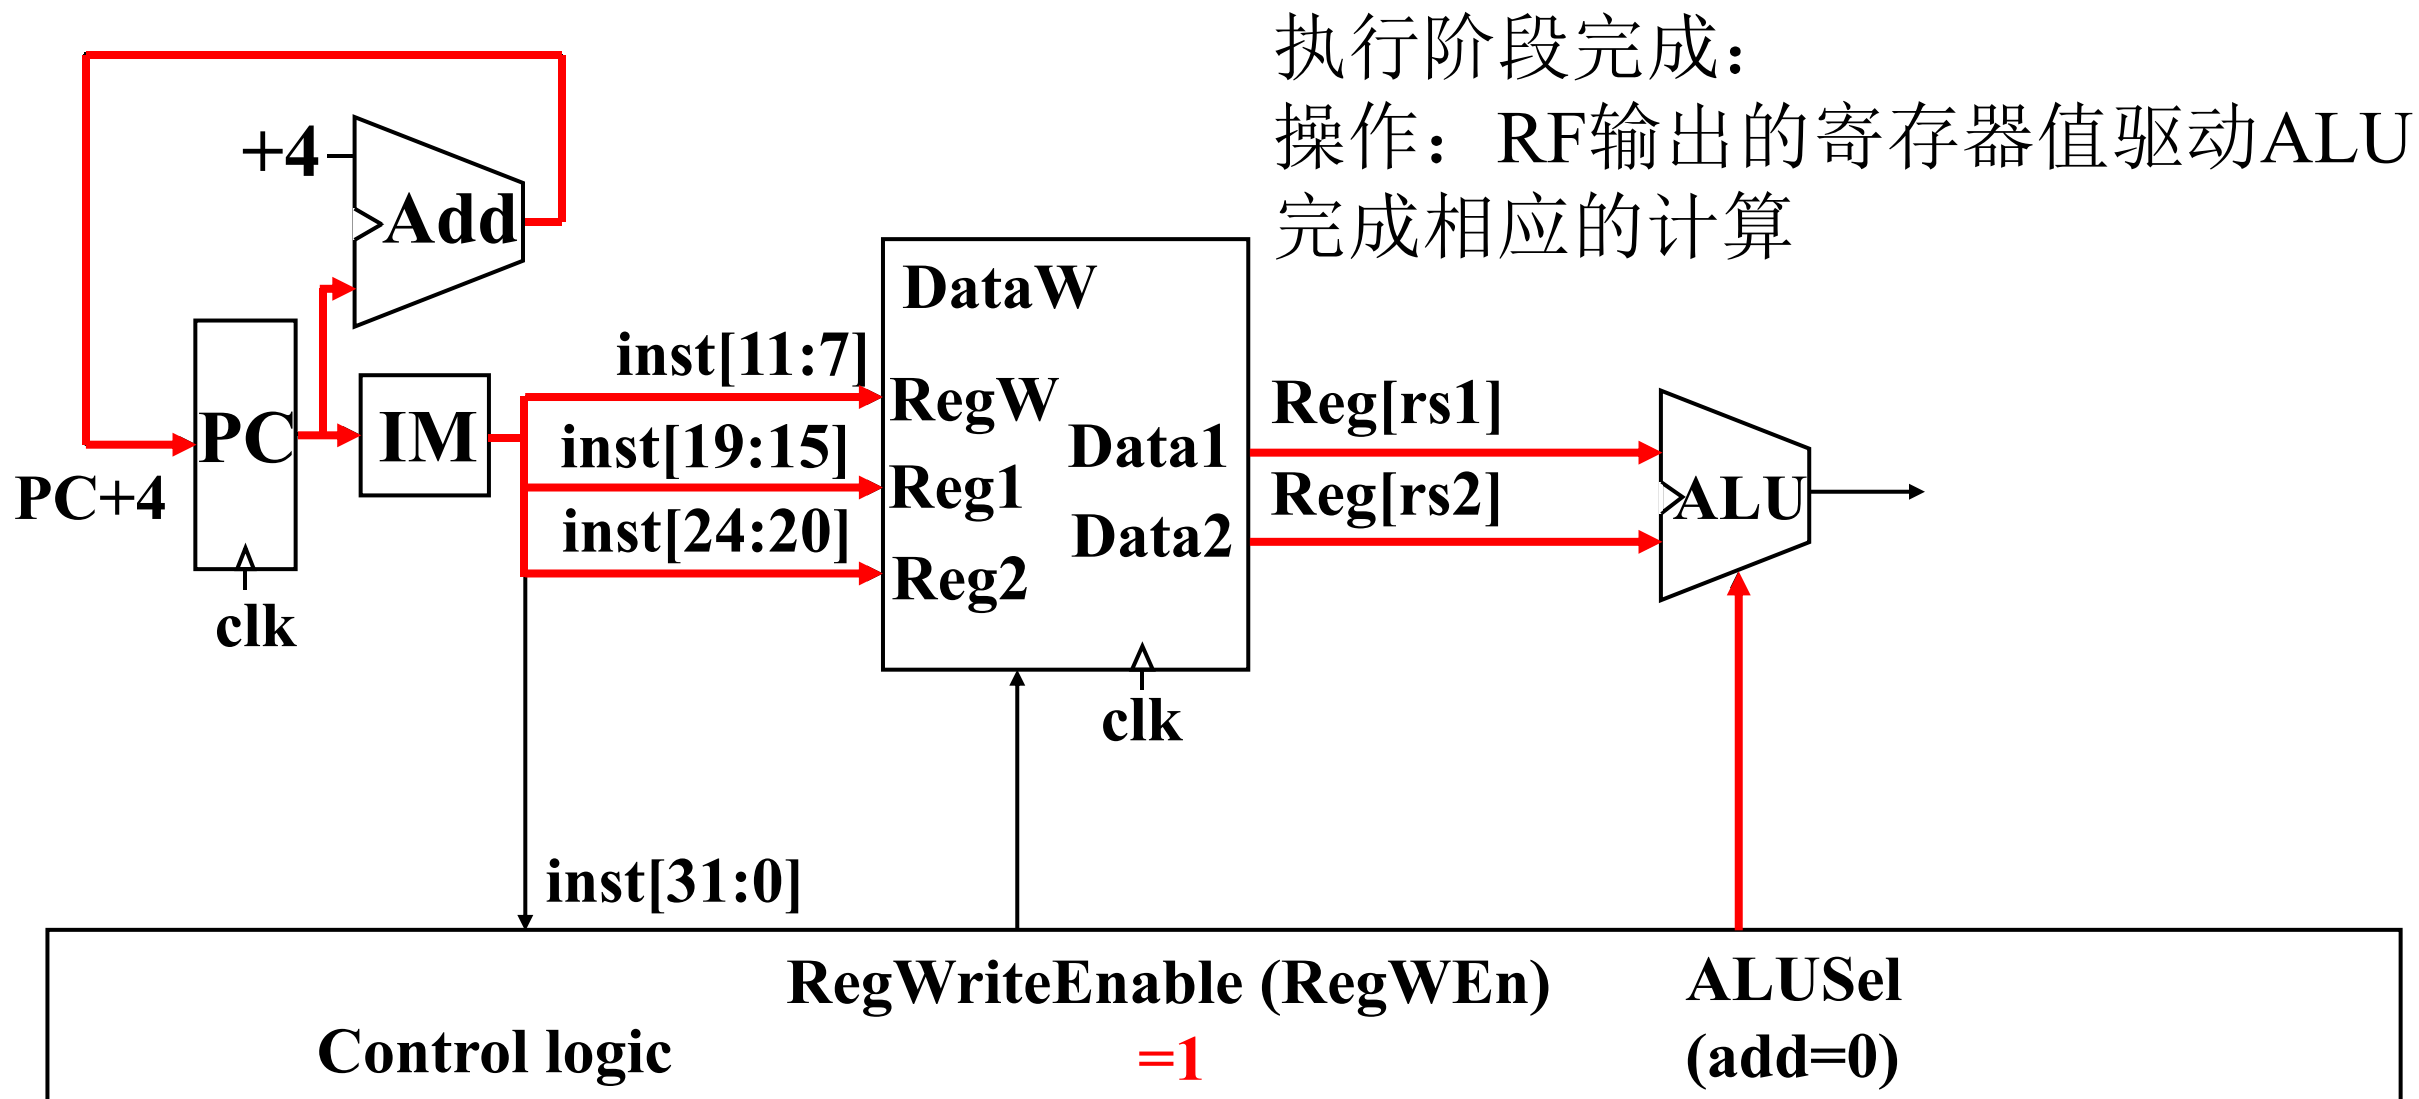 执行阶段完成：
操作：RF输出的寄存器值驱动ALU
完成相应的计算
+4
Add
PC
PC+4
clk
IM
inst[11:7]
inst[19:15]
inst[24:20]
inst[31:0]
DataW
RegW
Reg1
Reg2
Data1
Data2
clk
Reg[rs1]
Reg[rs2]
ALU
Control logic
RegWriteEnable (RegWEn)
=1
ALUSel
(add=0)